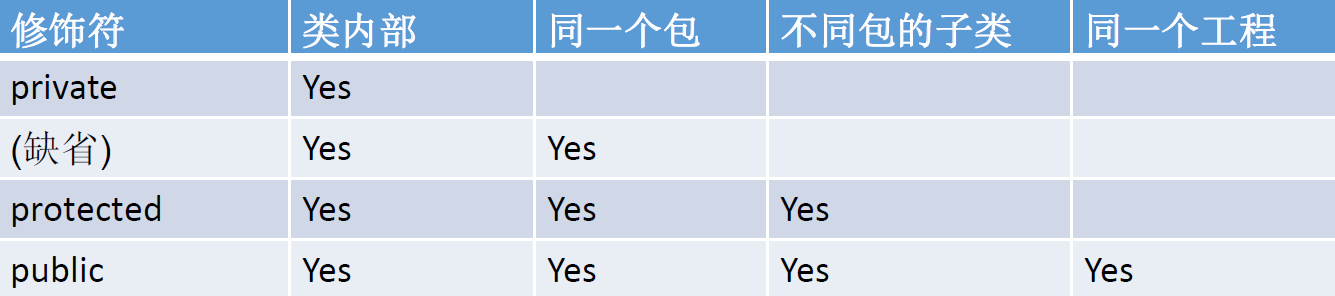 修饰符 类内部 同一个包 不同包的子类 同一个工程
private Yes
(缺省) Yes Yes
protected Yes Yes Yes
public Yes Yes Yes Yes